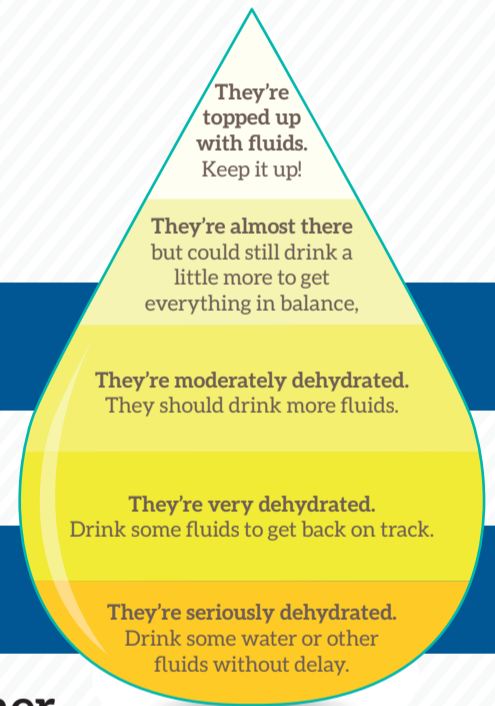 They’re
topped up
with fluids.
Keep it up!
They’re almost there
but could still drink a
little more to get
everything in balance,
They’re moderately dehydrated.
They should drink more fluids.
They’re very dehydrated.
Drink some fluids to get back on track.
They’re seriously dehydrated.
Drink some water or other
fluids without delay.